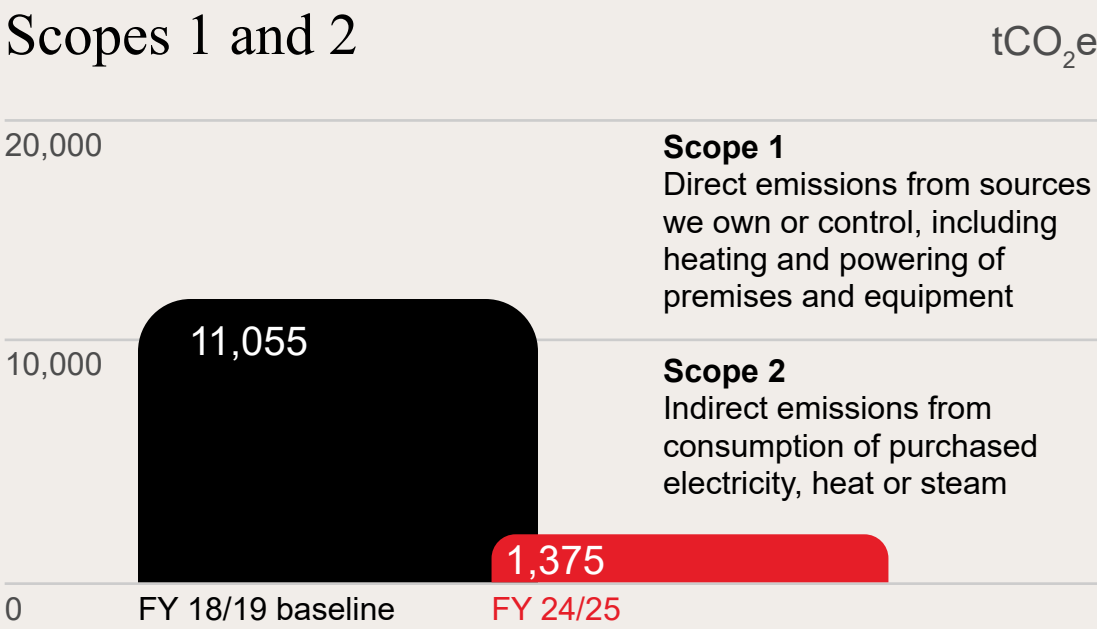 Scopes 1 and 2
tCO₂e
20,000
Scope 1
Direct emissions from sources
we own or control, including
heating and powering of
premises and equipment
11,055
10,000
Scope 2
Indirect emissions from
consumption of purchased
electricity, heat or steam
1,375
0
FY 18/19 baseline
FY 24/25